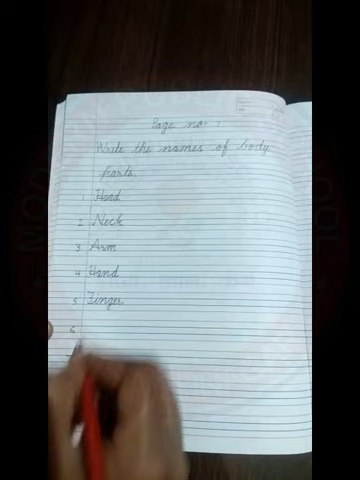 Page no: 1
Write the names of body
parts.
1 Head
2 Neck
3 Arm
4 Hand
5 Finger
6